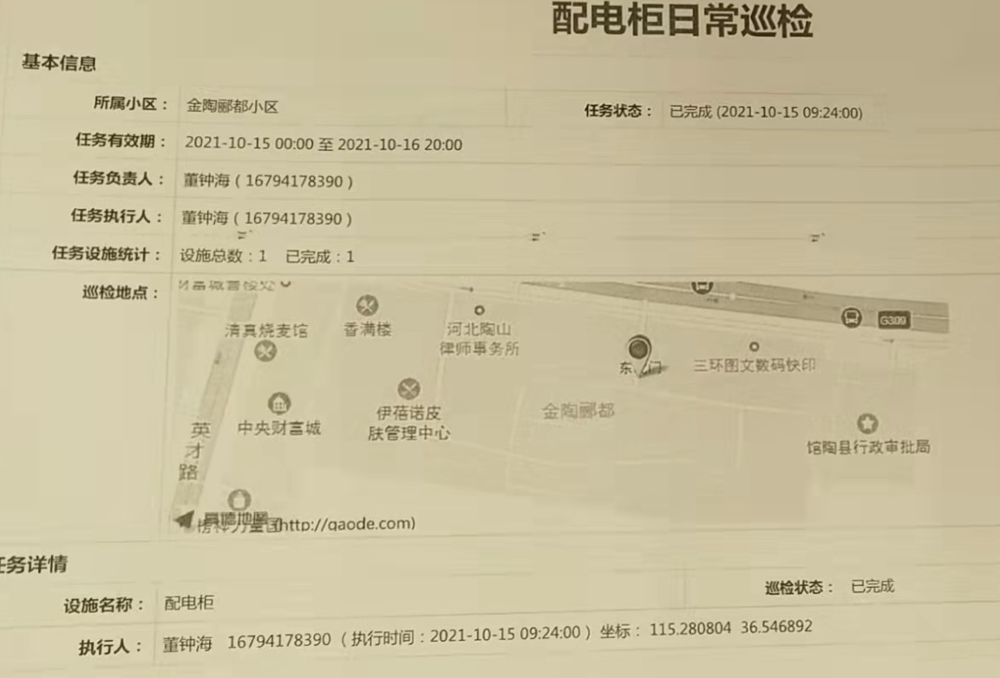 配电柜日常巡检
基本信息
所属小区：金陶郦都小区 任务状态：已完成 (2021-10-15 09:24:00)
任务有效期：2021-10-15 00:00 至 2021-10-16 20:00
任务负责人：董钟海 ( 16794178390 )
任务执行人：董钟海 ( 16794178390 )
任务设施统计：设施总数：1 已完成：1
巡检地点：
G309
清真烧麦馆
香满楼
河北陶山
律师事务所
三环图文数码快印
金陶郦都
伊蓓诺皮
肤管理中心
中央财富城
馆陶县行政审批局
英才路
高德地图(http://gaode.com)
任务详情
设施名称：配电柜 巡检状态：已完成
执行人：董钟海 16794178390 （执行时间：2021-10-15 09:24:00 ）坐标：115.280804 36.546892